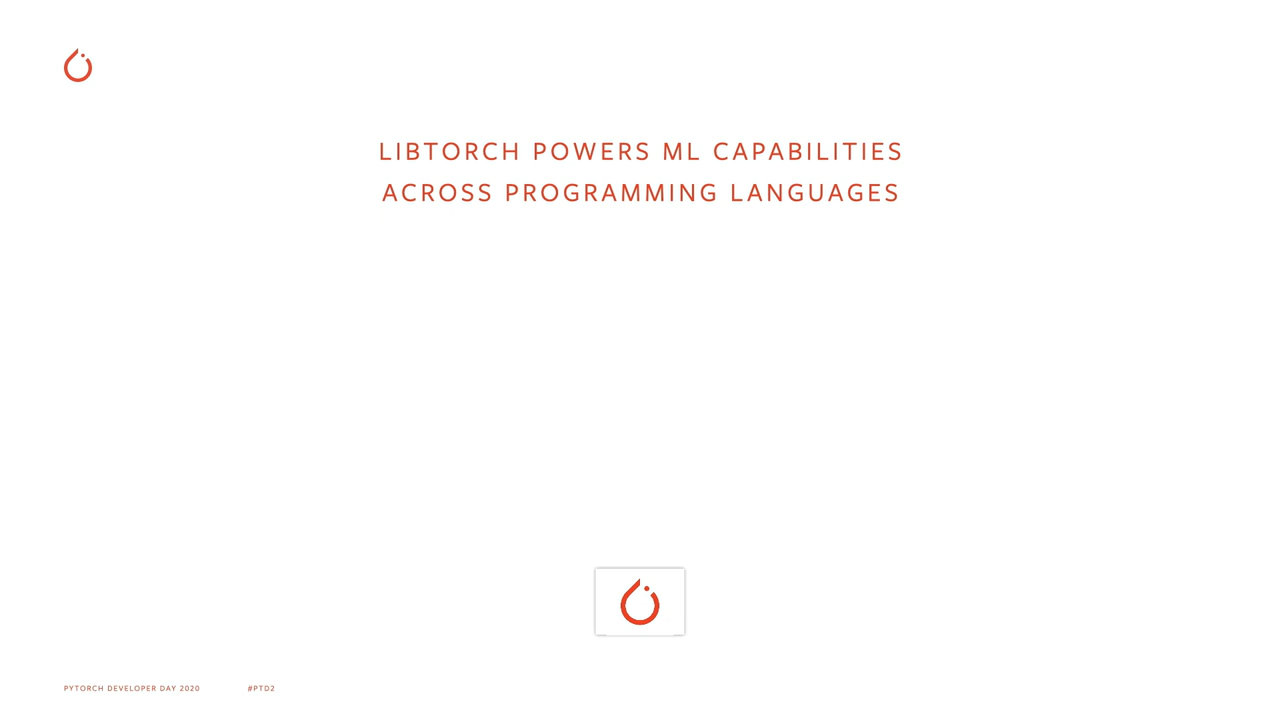 LIBTORCH POWERS ML CAPABILITIES
ACROSS PROGRAMMING LANGUAGES
PYTORCH DEVELOPER DAY 2020 #PTD2